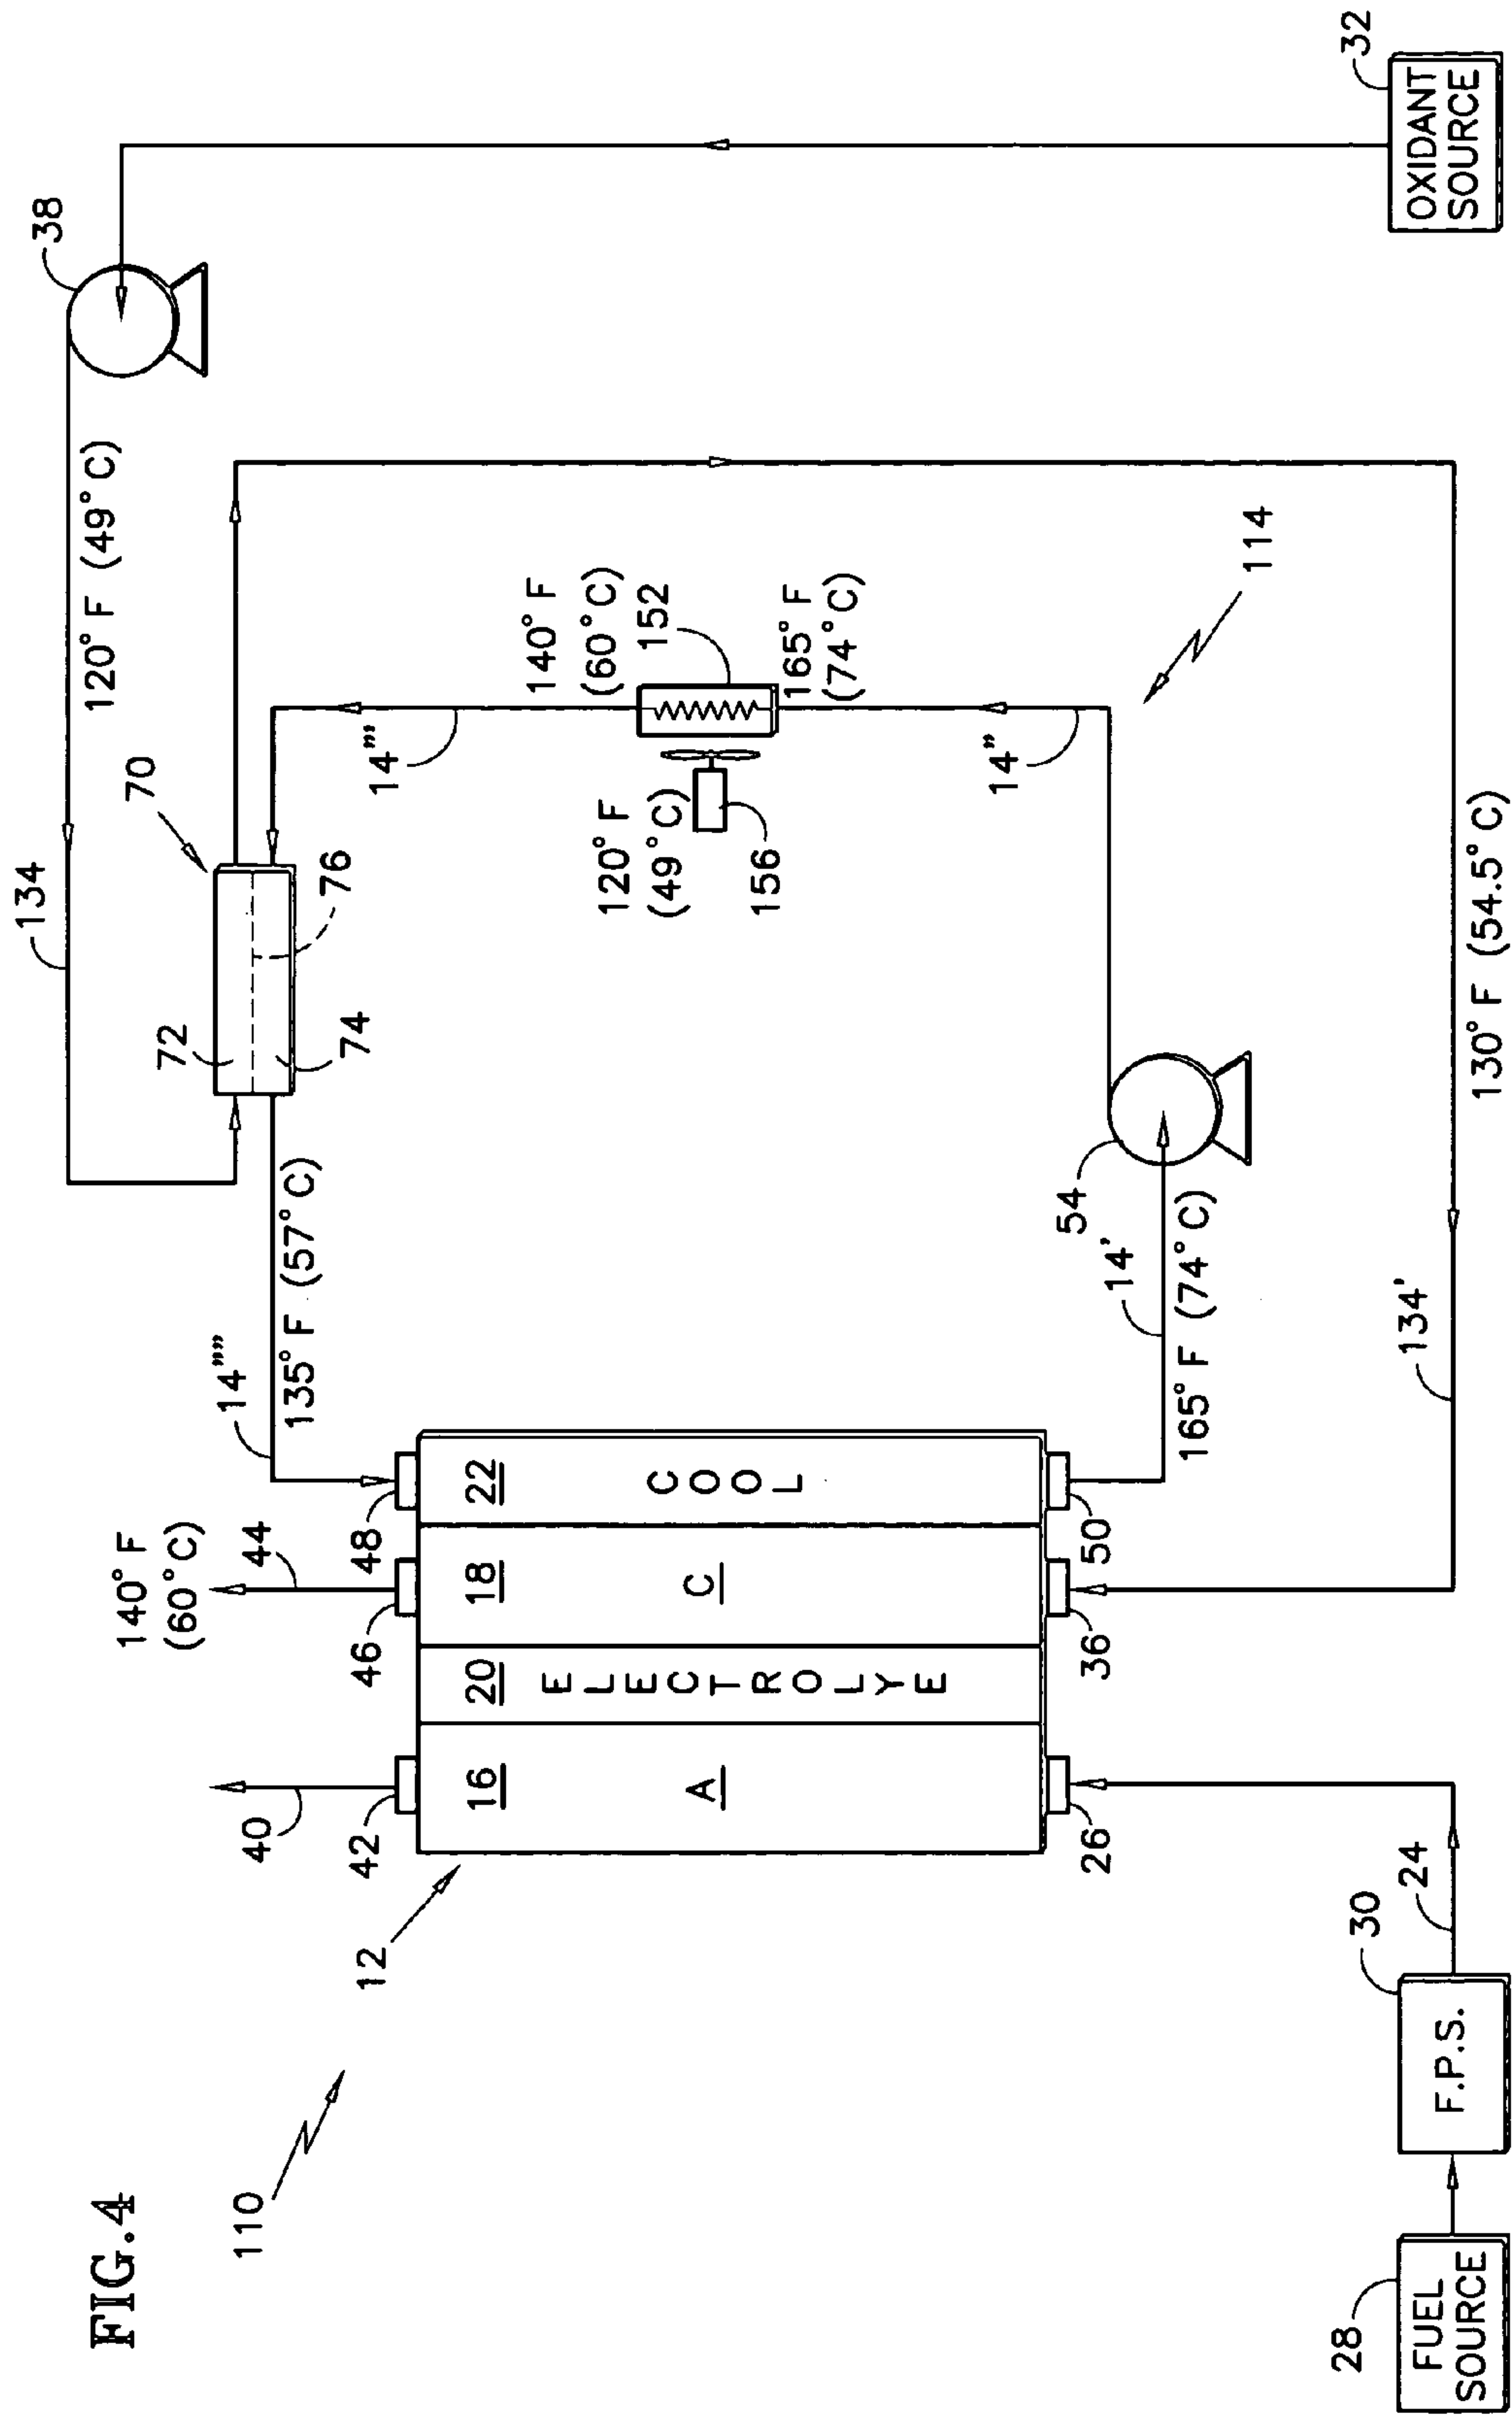 FIG.4
110
12
40
42
140° F
(60°C)
44
46
48
14""
135° F (57° C)
134
70
72
74
76
120° F (49°C)
38
16
A
20
ELECTROLYE
18
C
22
COOL
26
36
50
14'''
140° F
(60°C)
152
120° F
(49°C)
156
165° F
(74°C)
14"
114
14'
54
165° F (74°C)
134'
130° F (54.5°C)
28
FUEL
SOURCE
30
F.P.S.
24
32
OXIDANT
SOURCE